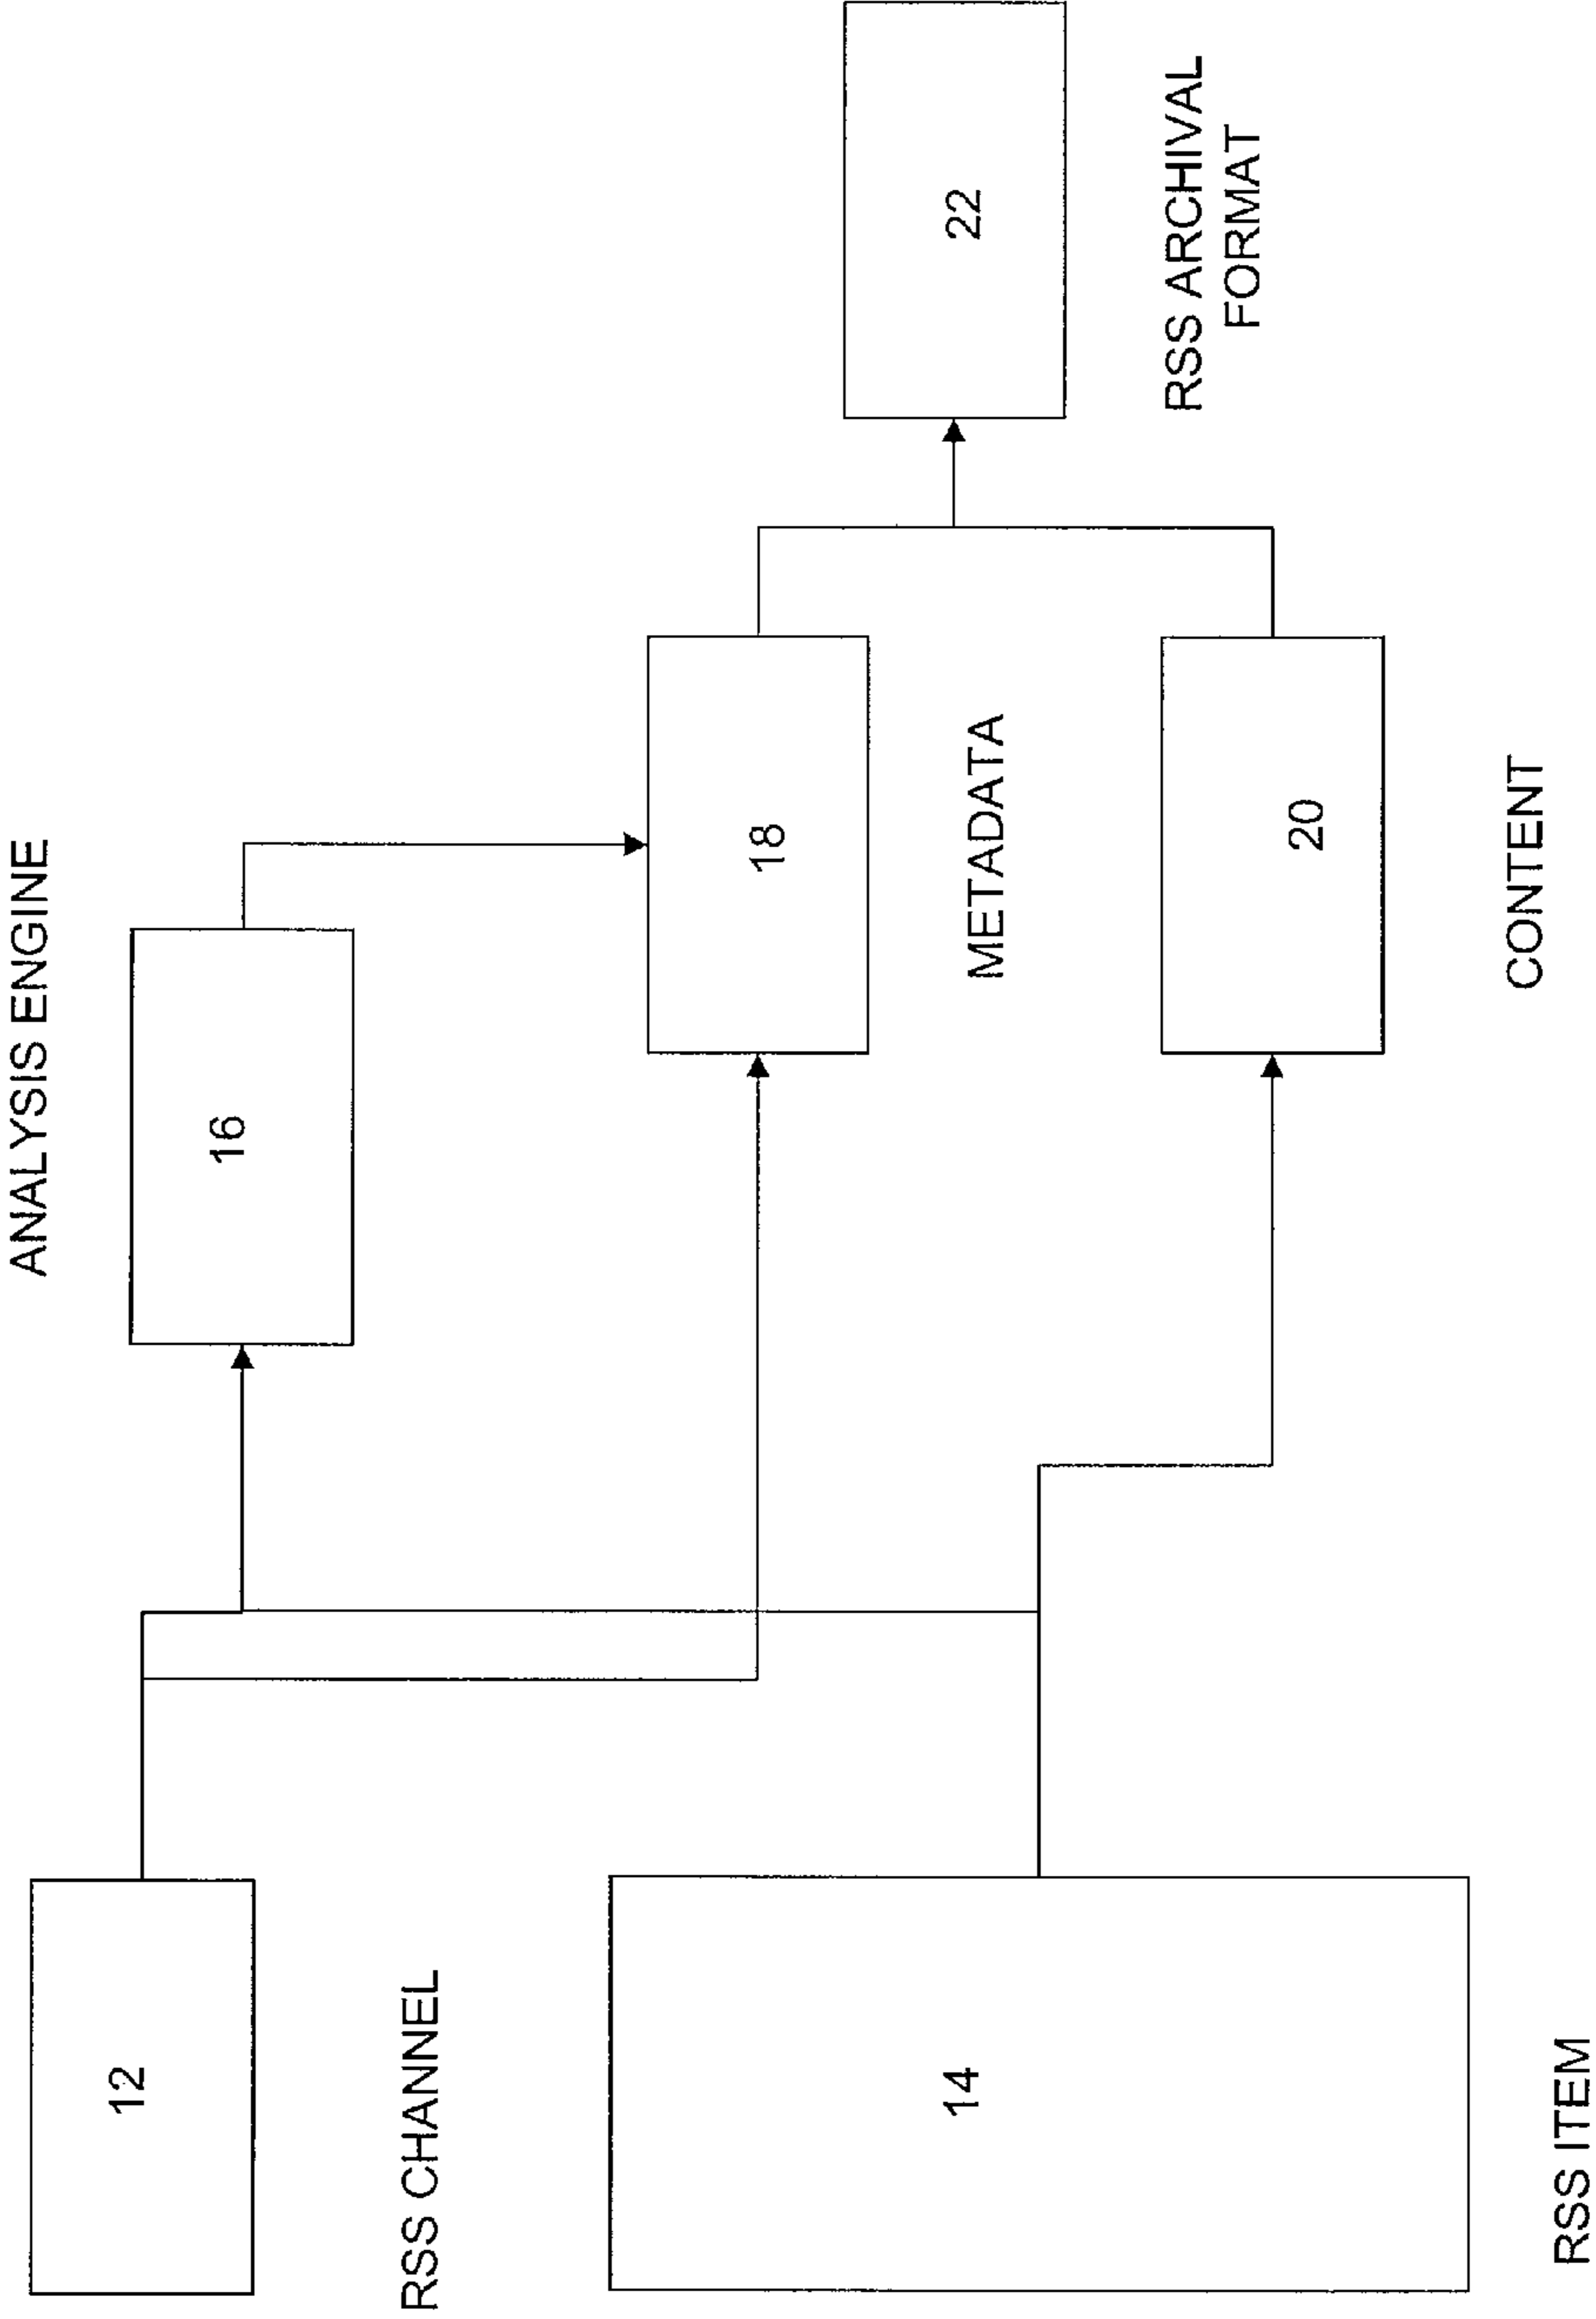 ANALYSIS ENGINE
12
16
RSS CHANNEL
18
22
METADATA
RSS ARCHIVAL
FORMAT
14
20
RSS ITEM
CONTENT